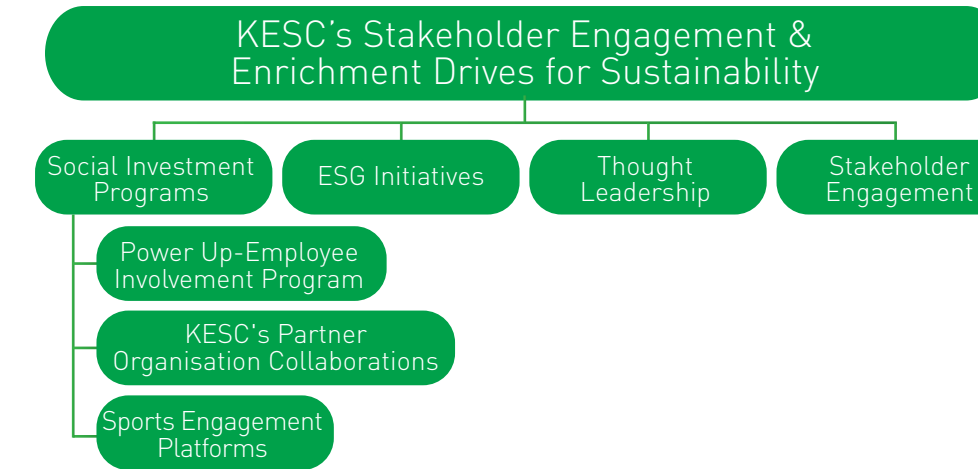 KESC’s Stakeholder Engagement &
Enrichment Drives for Sustainability
Social Investment
Programs
ESG Initiatives
Thought
Leadership
Stakeholder
Engagement
Power Up-Employee
Involvement Program
KESC's Partner
Organisation Collaborations
Sports Engagement
Platforms